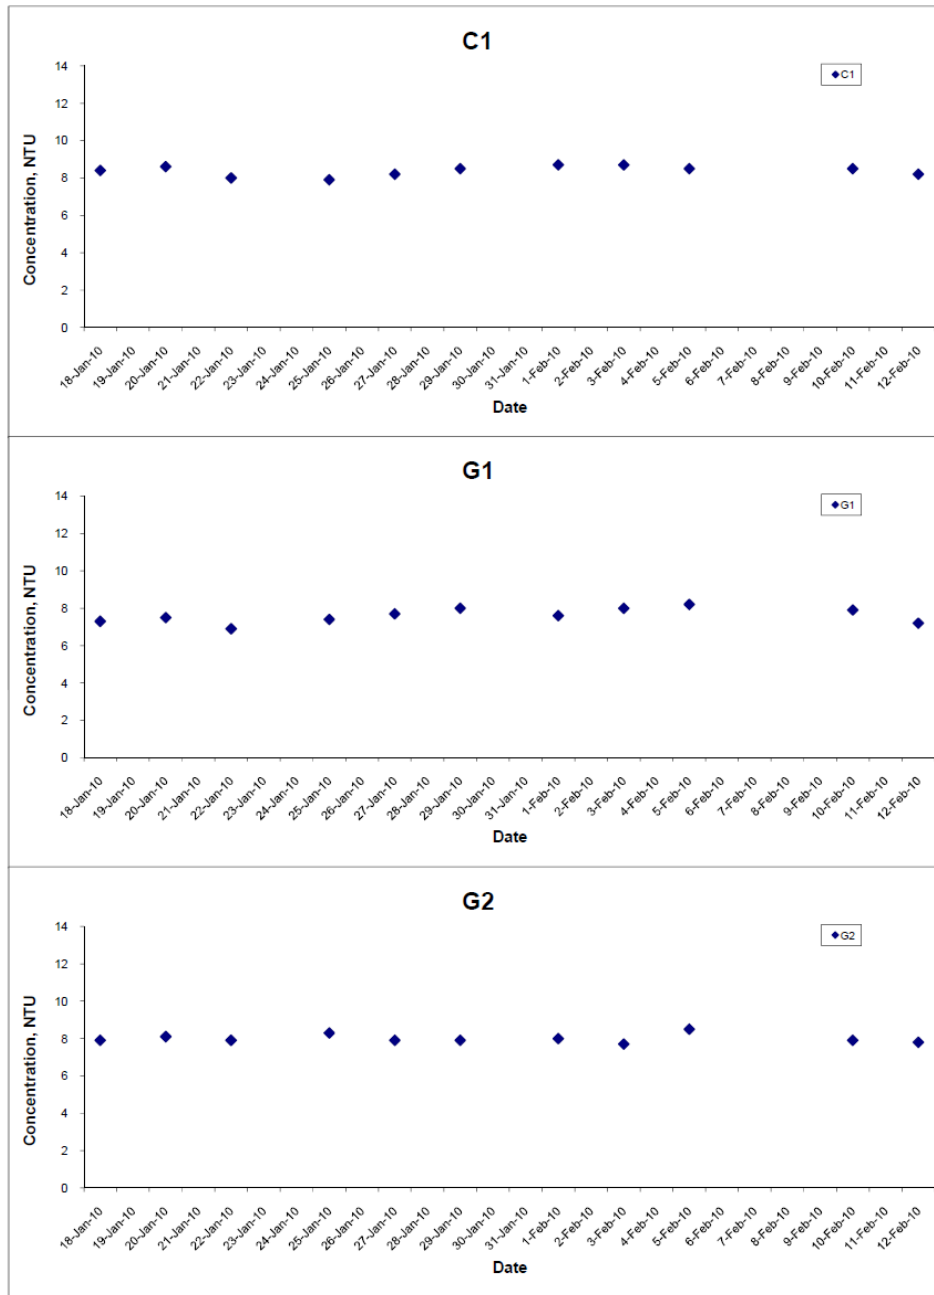 C1
C1
14
12
10
8
6
4
2
0
Concentration, NTU
18-Jan-10 19-Jan-10 20-Jan-10 21-Jan-10 22-Jan-10 23-Jan-10 24-Jan-10 25-Jan-10 26-Jan-10 27-Jan-10 28-Jan-10 29-Jan-10 30-Jan-10 31-Jan-10 1-Feb-10 2-Feb-10 3-Feb-10 4-Feb-10 5-Feb-10 6-Feb-10 7-Feb-10 8-Feb-10 9-Feb-10 10-Feb-10 11-Feb-10 12-Feb-10
Date
G1
G1
14
12
10
8
6
4
2
0
Concentration, NTU
18-Jan-10 19-Jan-10 20-Jan-10 21-Jan-10 22-Jan-10 23-Jan-10 24-Jan-10 25-Jan-10 26-Jan-10 27-Jan-10 28-Jan-10 29-Jan-10 30-Jan-10 31-Jan-10 1-Feb-10 2-Feb-10 3-Feb-10 4-Feb-10 5-Feb-10 6-Feb-10 7-Feb-10 8-Feb-10 9-Feb-10 10-Feb-10 11-Feb-10 12-Feb-10
Date
G2
G2
14
12
10
8
6
4
2
0
Concentration, NTU
18-Jan-10 19-Jan-10 20-Jan-10 21-Jan-10 22-Jan-10 23-Jan-10 24-Jan-10 25-Jan-10 26-Jan-10 27-Jan-10 28-Jan-10 29-Jan-10 30-Jan-10 31-Jan-10 1-Feb-10 2-Feb-10 3-Feb-10 4-Feb-10 5-Feb-10 6-Feb-10 7-Feb-10 8-Feb-10 9-Feb-10 10-Feb-10 11-Feb-10 12-Feb-10
Date